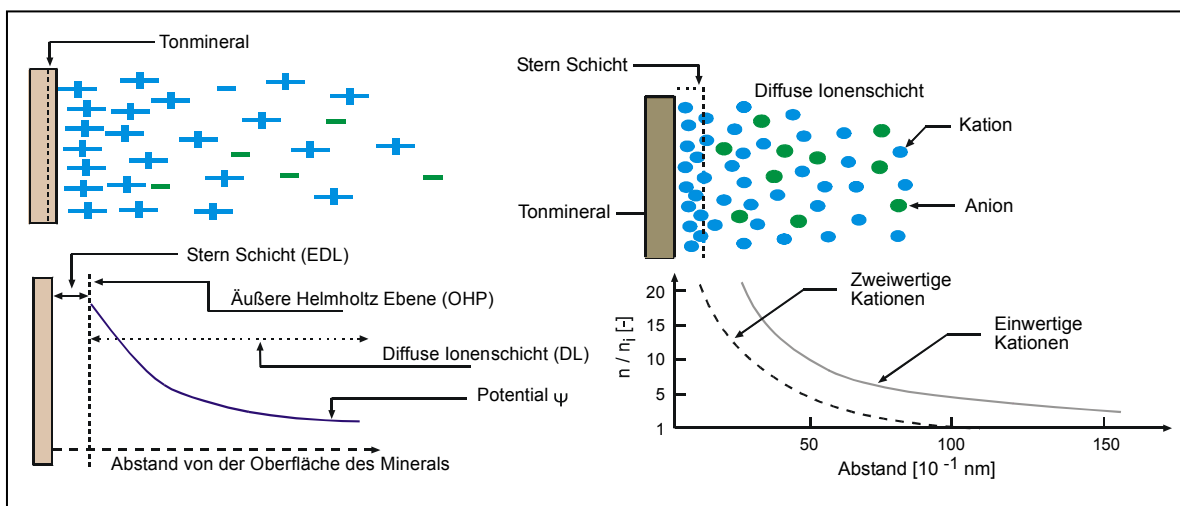 Tonmineral
Stern Schicht (EDL)
Äußere Helmholtz Ebene (OHP)
Diffuse Ionenschicht (DL)
Potential ψ
Abstand von der Oberfläche des Minerals
Stern Schicht
Diffuse Ionenschicht
Kation
Tonmineral
Anion
Zweiwertige
Kationen
Einwertige
Kationen
n / nᵢ [-]
20
15
10
5
1
50
100
150
Abstand [10 ⁻¹ nm]